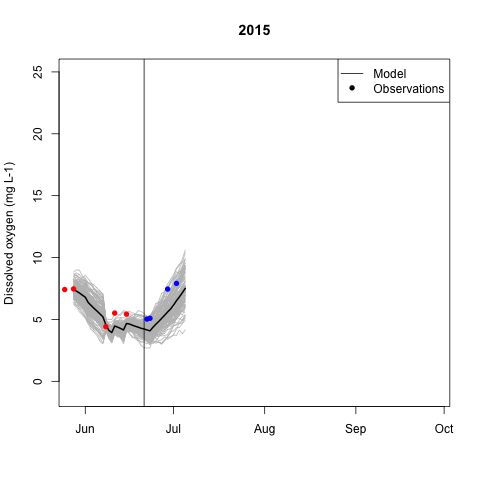 2015
Dissolved oxygen (mg L-1)
25
20
15
10
5
0
Model
Observations
Jun
Jul
Aug
Sep
Oct